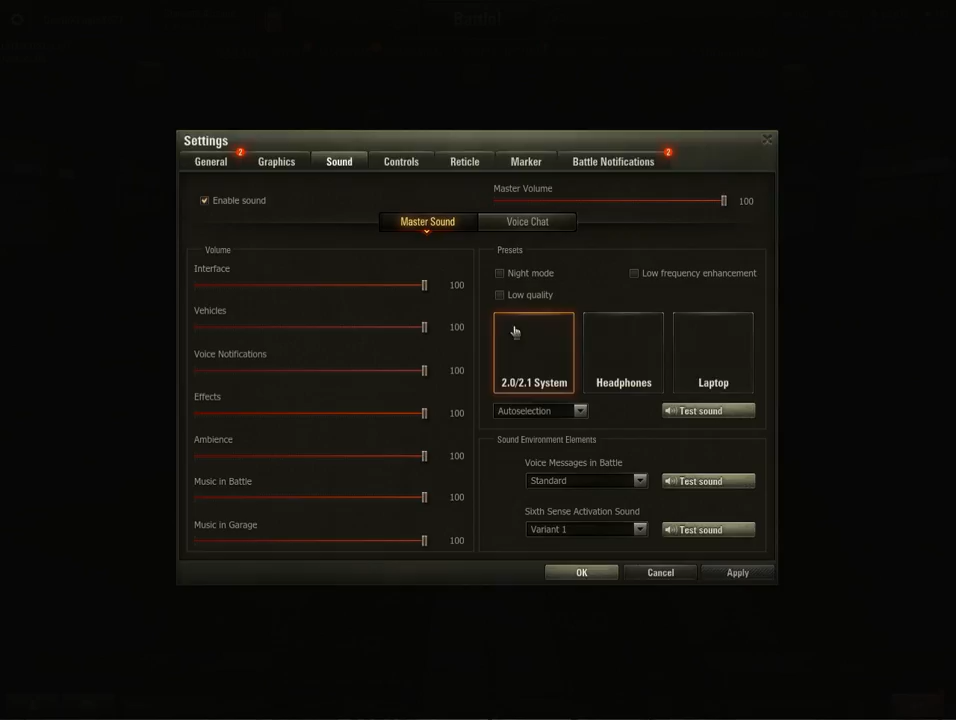 Settings
General 2 Graphics Sound Controls Reticle Marker Battle Notifications 2
Enable sound
Master Volume
100
Master Sound Voice Chat
Volume
Interface
100
Vehicles
100
Voice Notifications
100
Effects
100
Ambience
100
Music in Battle
100
Music in Garage
100
Presets
Night mode Low frequency enhancement
Low quality
2.0/2.1 System Headphones Laptop
Autoselection Test sound
Sound Environment Elements
Voice Messages in Battle
Standard Test sound
Sixth Sense Activation Sound
Variant 1 Test sound
OK Cancel Apply